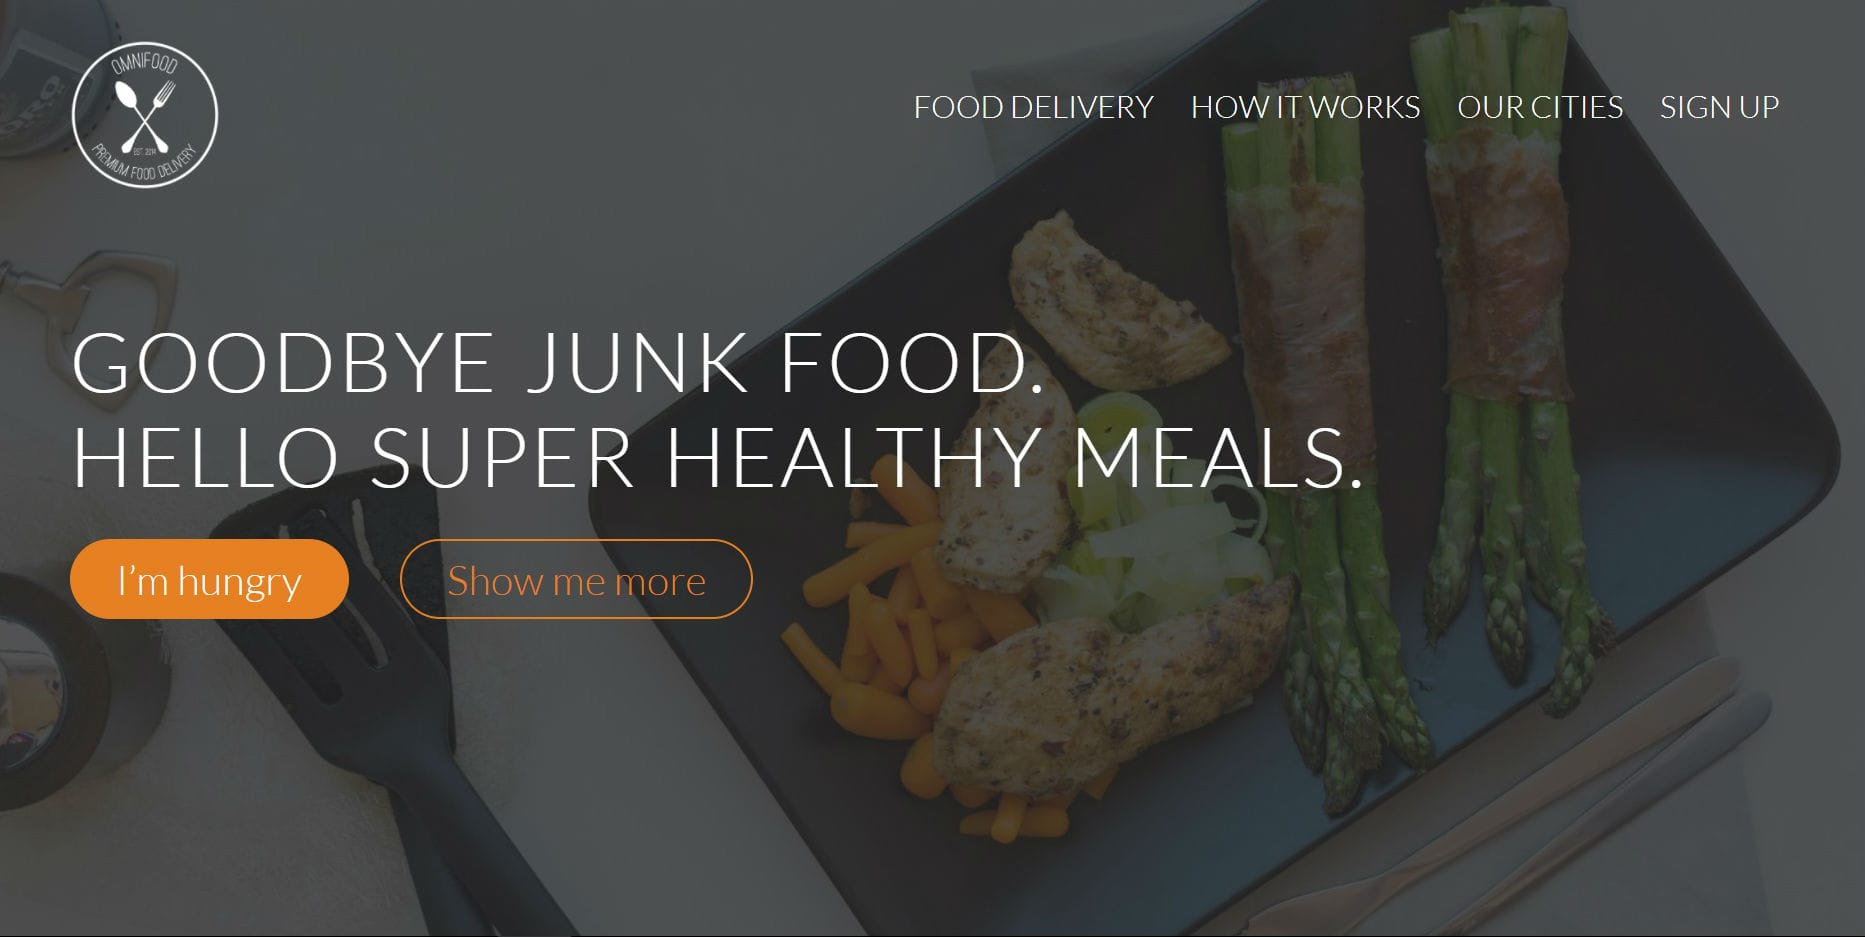 OMNIFOOD
EST. 2014
PREMIUM FOOD DELIVERY
FOOD DELIVERY HOW IT WORKS OUR CITIES SIGN UP
GOODBYE JUNK FOOD.
HELLO SUPER HEALTHY MEALS.
I’m hungry Show me more